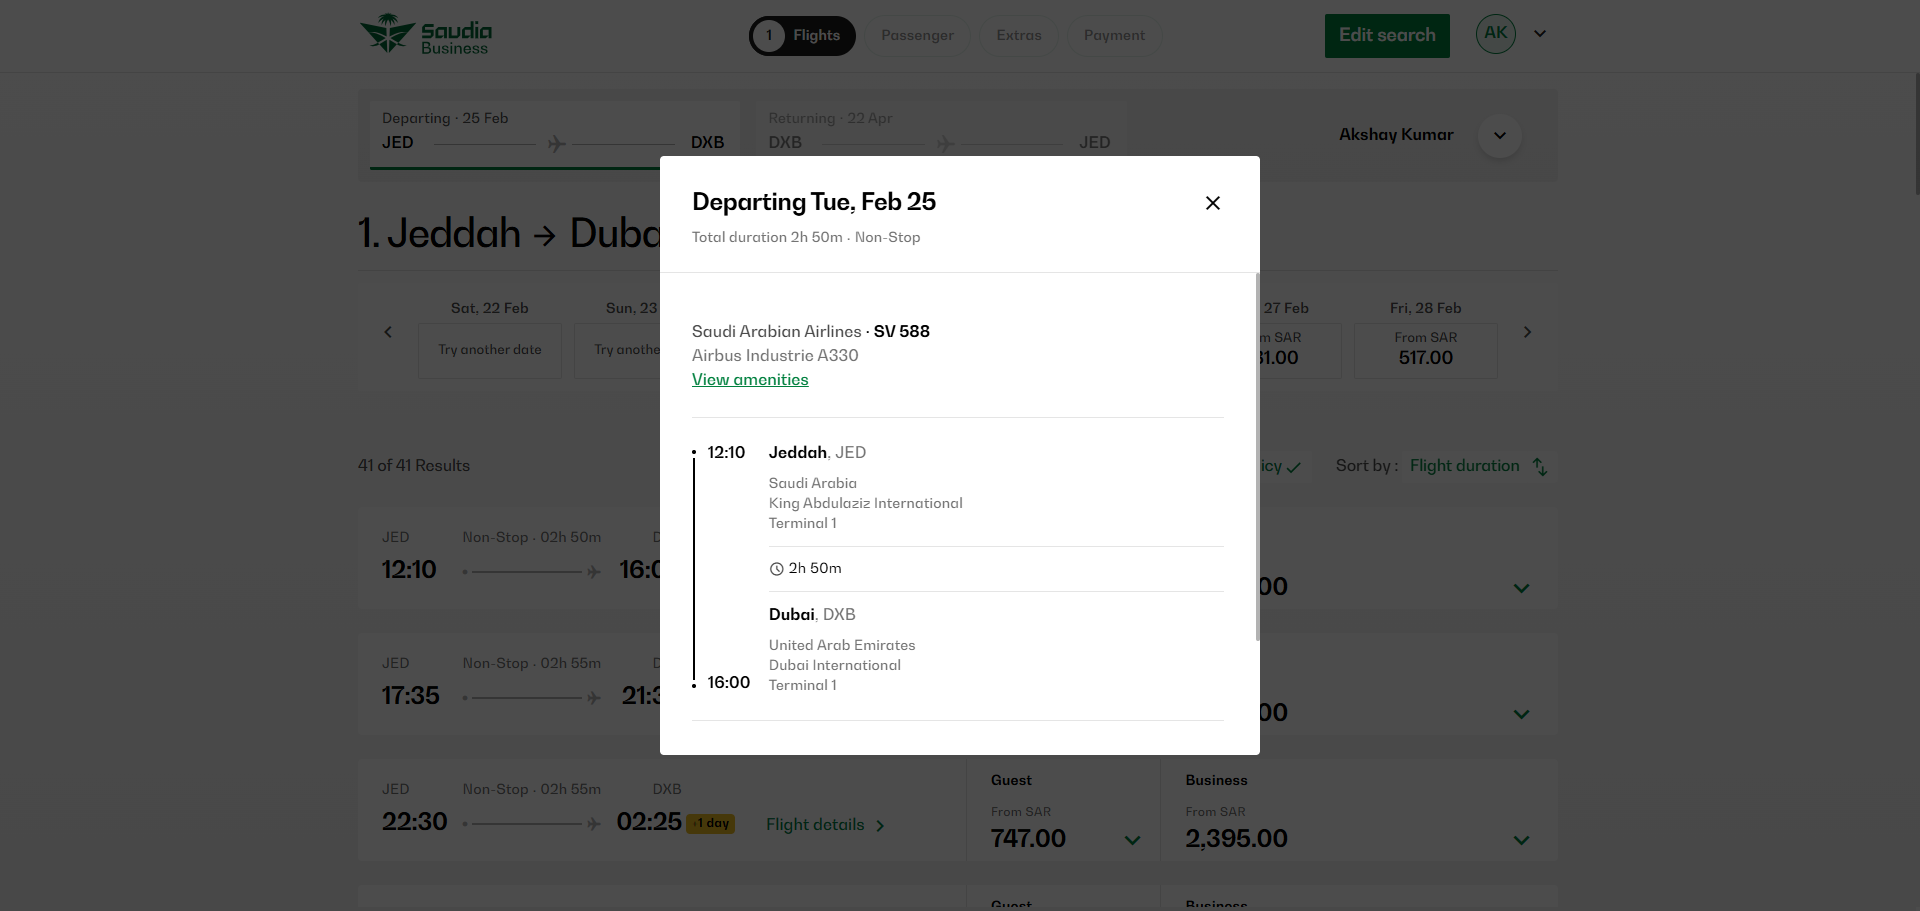 Saudia
Business
1 Flights
Passenger
Extras
Payment
Edit search
AK
Departing · 25 Feb
JED DXB
Returning · 22 Apr
DXB JED
Akshay Kumar
1. Jeddah → Duba
Sat, 22 Feb
Try another date
Sun, 23
Try anothe
27 Feb
m SAR
31.00
Fri, 28 Feb
From SAR
517.00
41 of 41 Results
icy
Sort by : Flight duration
JED Non-Stop · 02h 50m D
12:10 16:0
00
JED Non-Stop · 02h 55m D
17:35 21:3
00
JED Non-Stop · 02h 55m DXB
22:30 02:25 +1 day
Flight details
Guest
From SAR
747.00
Business
From SAR
2,395.00
Guest
Business
Departing Tue, Feb 25
Total duration 2h 50m · Non-Stop
Saudi Arabian Airlines · SV 588
Airbus Industrie A330
View amenities
12:10 Jeddah, JED
Saudi Arabia
King Abdulaziz International
Terminal 1
2h 50m
Dubai, DXB
United Arab Emirates
Dubai International
16:00 Terminal 1